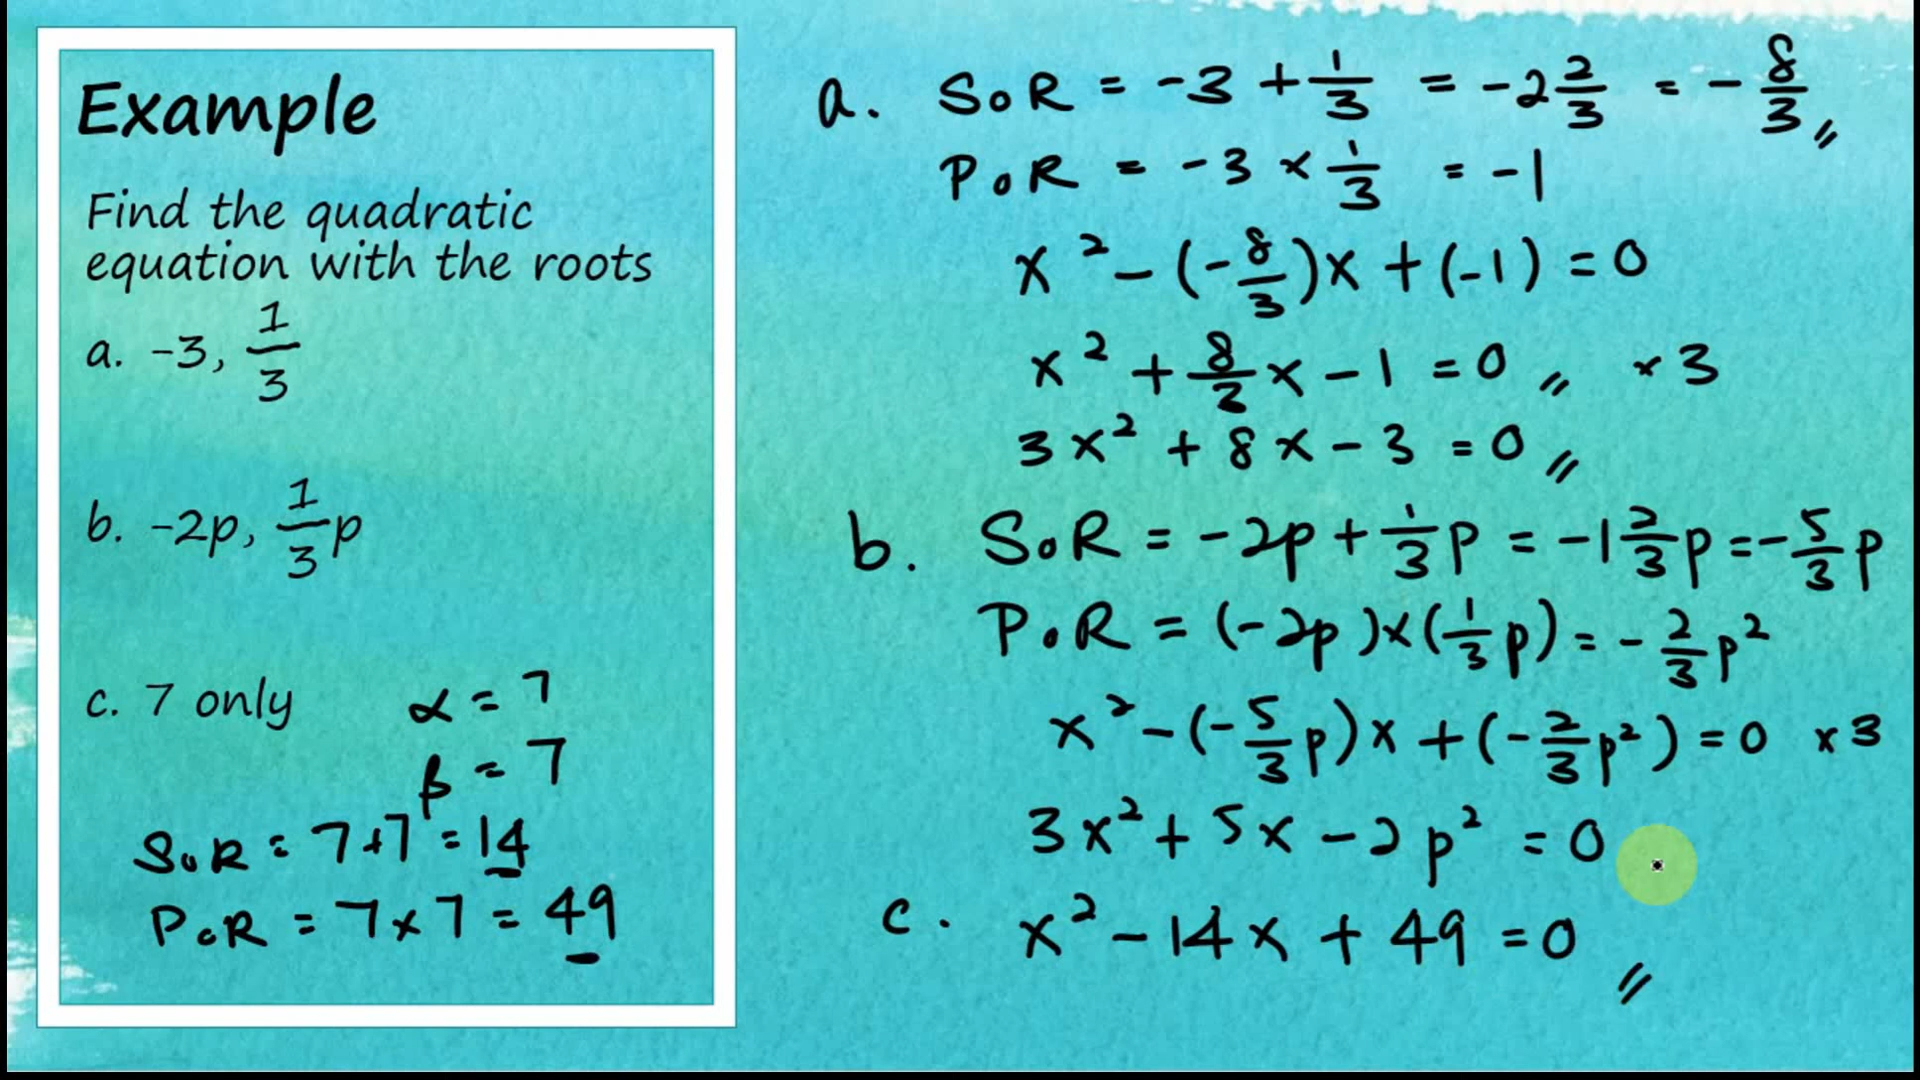 Example
Find the quadratic
equation with the roots
a. -3, 1/3
b. -2p, 1/3 p
c. 7 only
α = 7
β = 7
SoR = 7+7 = 14
PoR = 7 × 7 = 49
a. SoR = -3 + 1/3 = -2 2/3 = - 8/3 〃
PoR = -3 × 1/3 = -1
x² - (-8/3)x + (-1) = 0
x² + 8/2 x - 1 = 0 〃 × 3
3x² + 8x - 3 = 0 〃
b. SoR = -2p + 1/3 p = -1 2/3 p = - 5/3 p
PoR = (-2p) × (1/3 p) = - 2/3 p²
x² - (-5/3 p)x + (-2/3 p²) = 0 × 3
3x² + 5x - 2p² = 0
c. x² - 14x + 49 = 0 〃